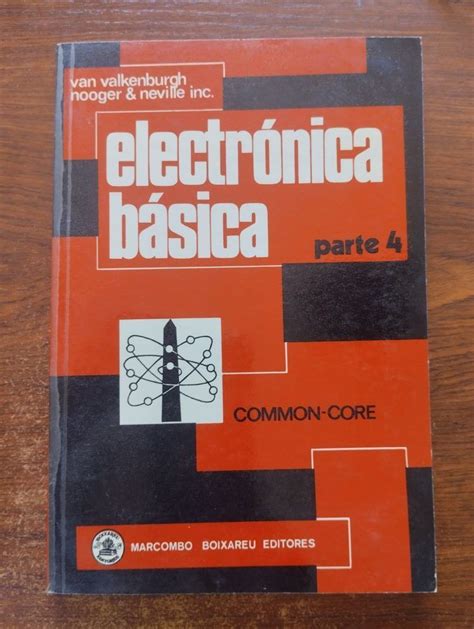 van valkenburgh
nooger & neville inc.
electrónica
básica
parte 4
COMMON-CORE
MARCOMBO BOIXAREU EDITORES